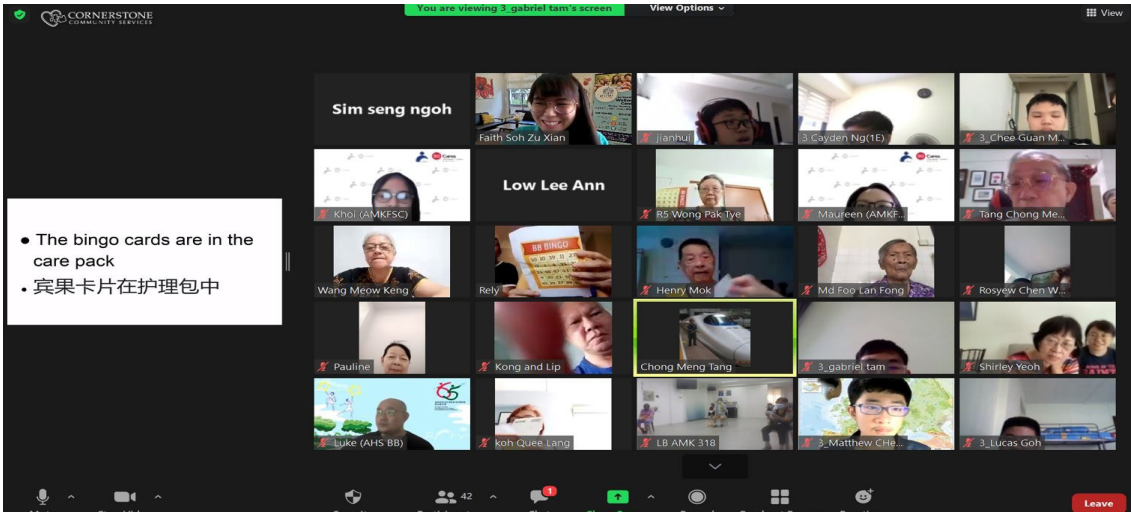 CORNERSTONE
COMMUNITY SERVICES
You are viewing 3_gabriel tam's screen
View Options
View
• The bingo cards are in the
care pack
• 宾果卡片在护理包中
Sim seng ngoh
Faith Soh Zu Xian
jianhui
3 Cayden Ng(1E)
3_Chee Guan M...
Khoi (AMKFSC)
Low Lee Ann
R5 Wong Pak Tye
Maureen (AMKF...
Tang Chong Me...
Wang Meow Keng
Rely
BB BINGO
Henry Mok
Md Foo Lan Fong
Rosyew Chen W...
Pauline
Kong and Lip
Chong Meng Tang
3_gabriel tam
Shirley Yeoh
Luke (AHS BB)
koh Quee Lang
LB AMK 318
3_Matthew CHe...
3_Lucas Goh
42
1
Leave